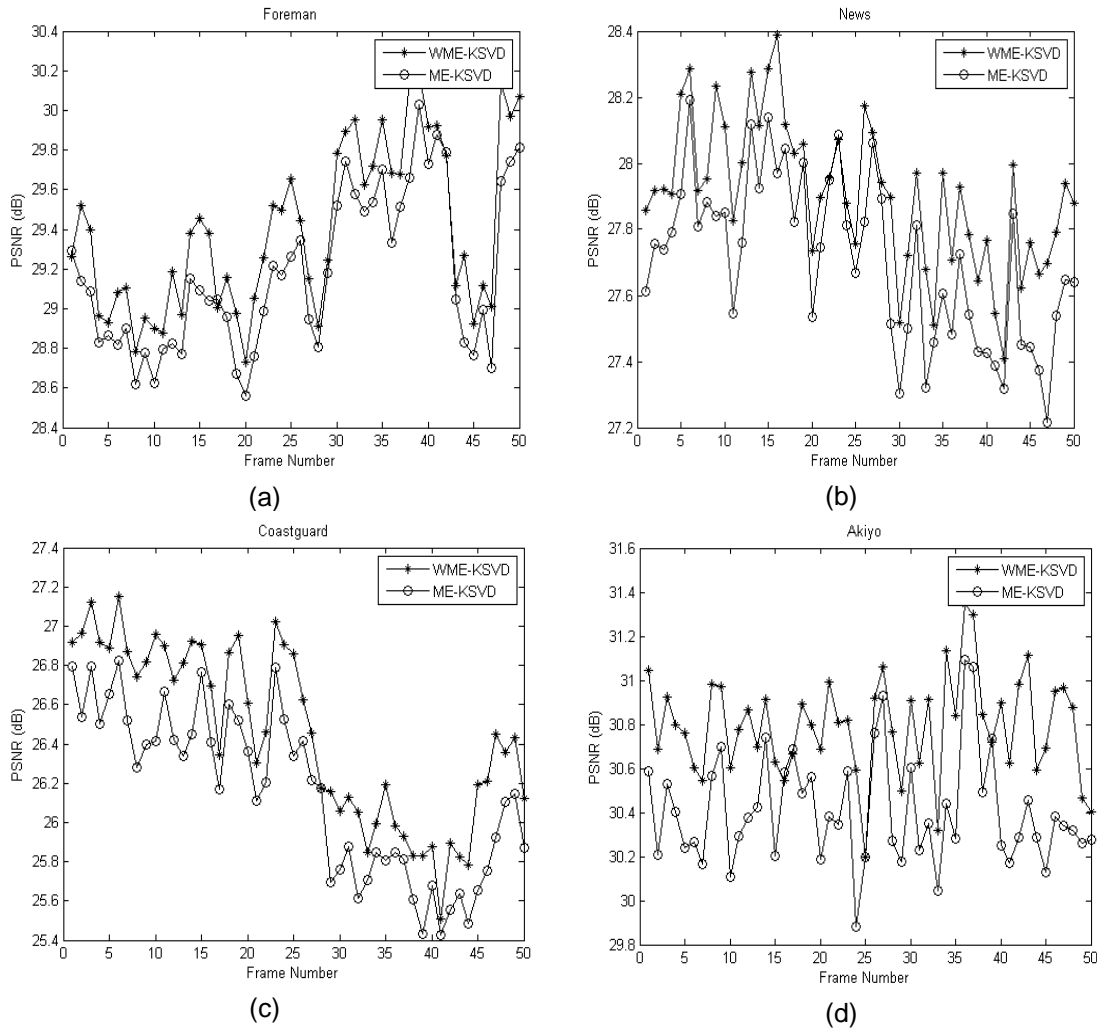 Foreman
30.4
30.2
30
29.8
29.6
29.4
29.2
29
28.8
28.6
28.4
PSNR (dB)
WME-KSVD
ME-KSVD
0 5 10 15 20 25 30 35 40 45 50
Frame Number
(a)
News
28.4
28.2
28
27.8
27.6
27.4
27.2
PSNR (dB)
WME-KSVD
ME-KSVD
0 5 10 15 20 25 30 35 40 45 50
Frame Number
(b)
Coastguard
27.4
27.2
27
26.8
26.6
26.4
26.2
26
25.8
25.6
25.4
PSNR (dB)
WME-KSVD
ME-KSVD
0 5 10 15 20 25 30 35 40 45 50
Frame Number
(c)
Akiyo
31.6
31.4
31.2
31
30.8
30.6
30.4
30.2
30
29.8
PSNR (dB)
WME-KSVD
ME-KSVD
0 5 10 15 20 25 30 35 40 45 50
Frame Number
(d)